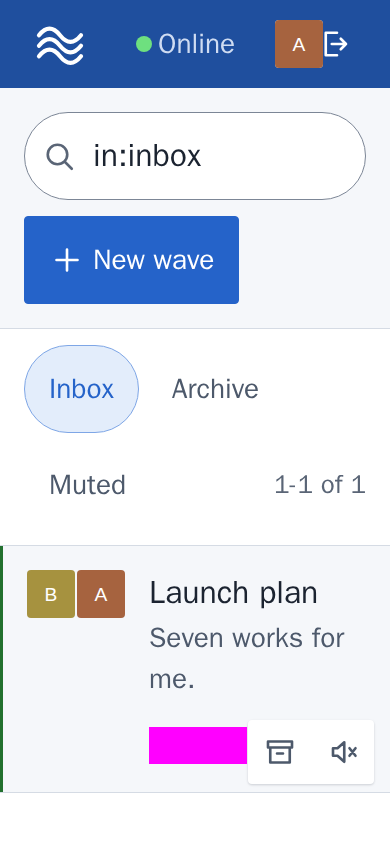 Online
A
in:inbox
New wave
Inbox
Archive
Muted
1-1 of 1
B
A
Launch plan
Seven works for
me.